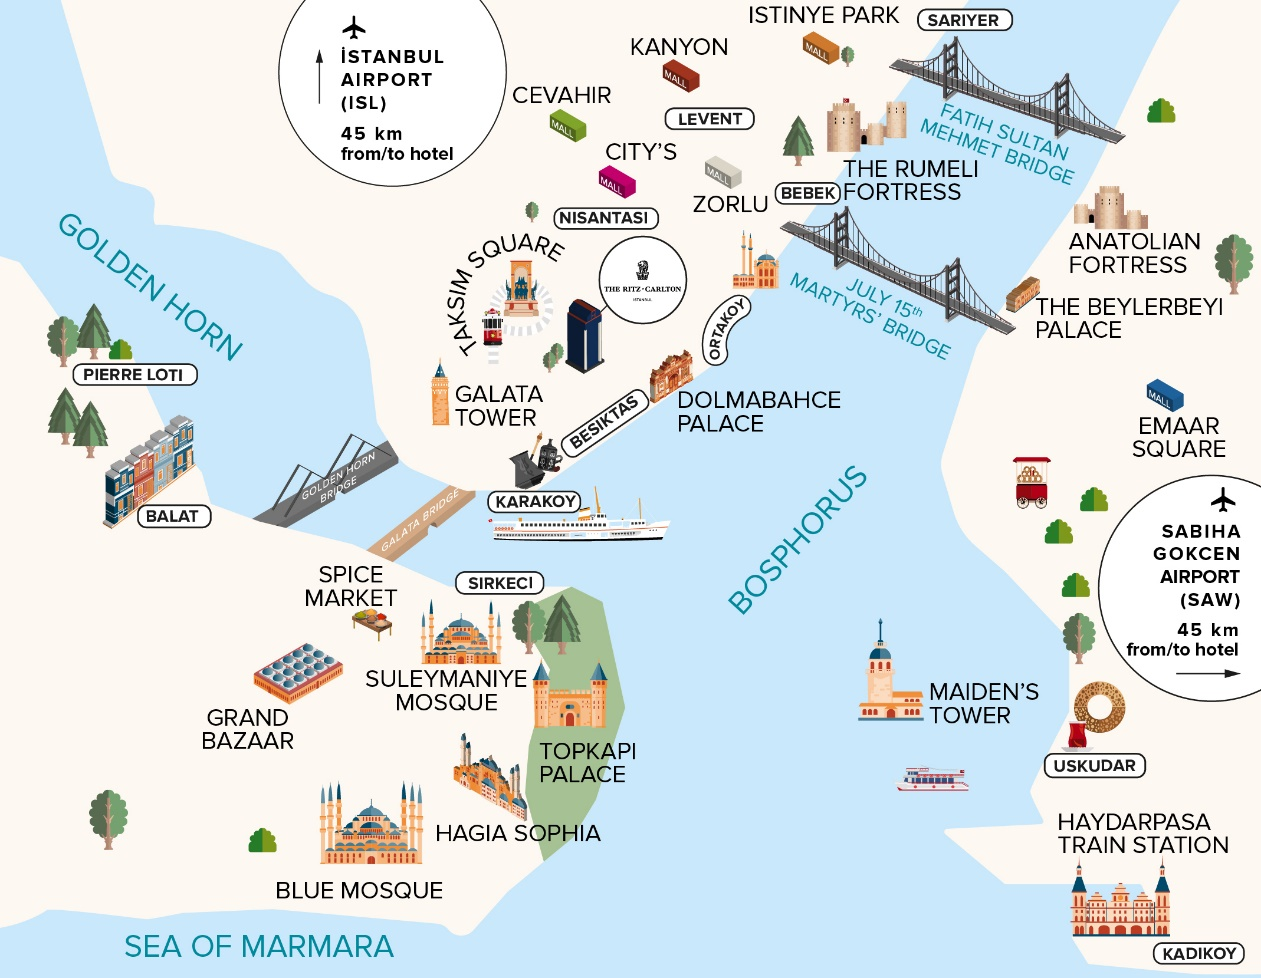 İSTANBUL
AIRPORT
(ISL)
45 km
from/to hotel
ISTINYE PARK
MALL
SARIYER
KANYON
MALL
CEVAHIR
MALL
LEVENT
CITY'S
MALL
ZORLU
MALL
NISANTASI
BEBEK
THE RUMELI
FORTRESS
FATIH SULTAN
MEHMET BRIDGE
ANATOLIAN
FORTRESS
JULY 15th
MARTYRS' BRIDGE
THE BEYLERBEYI
PALACE
GOLDEN HORN
TAKSIM SQUARE
THE RITZ-CARLTON
ISTANBUL
ORTAKOY
PIERRE LOTI
GALATA
TOWER
BESIKTAS
DOLMABAHCE
PALACE
MALL
EMAAR
SQUARE
BALAT
GOLDEN HORN
BRIDGE
GALATA BRIDGE
KARAKOY
BOSPHORUS
SABIHA
GOKCEN
AIRPORT
(SAW)
45 km
from/to hotel
SPICE
MARKET
SIRKECI
SULEYMANIYE
MOSQUE
GRAND
BAZAAR
TOPKAPI
PALACE
MAIDEN'S
TOWER
USKUDAR
HAGIA SOPHIA
BLUE MOSQUE
HAYDARPASA
TRAIN STATION
SEA OF MARMARA
KADIKOY